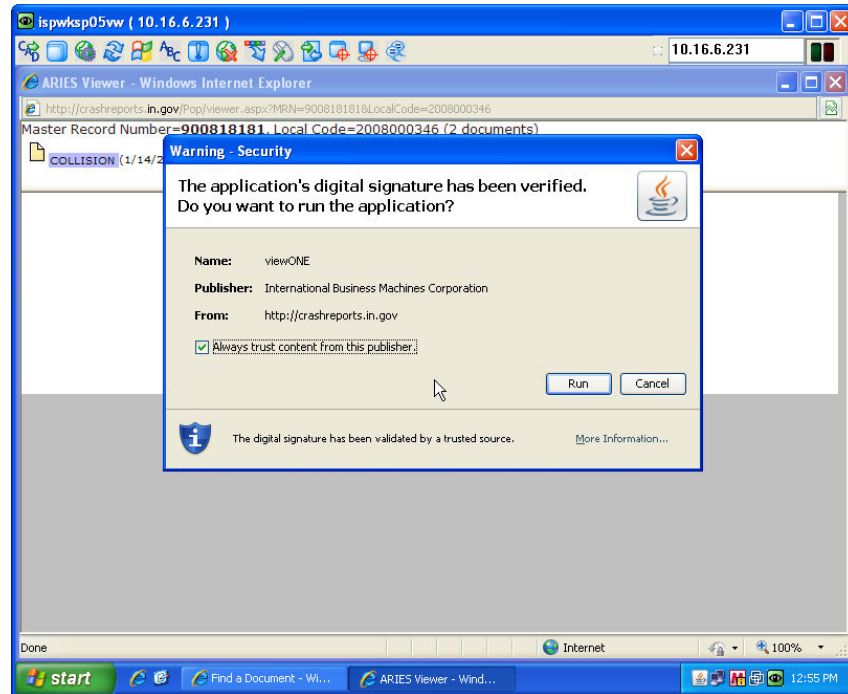 ispwksp05vw ( 10.16.6.231 )
10.16.6.231
ARIES Viewer - Windows Internet Explorer
http://crashreports.in.gov/Pop/viewer.aspx?MRN=900818181&LocalCode=2008000346
Master Record Number=900818181, Local Code=2008000346 (2 documents)
COLLISION (1/14/2
Warning - Security
The application's digital signature has been verified.
Do you want to run the application?
Name: viewONE
Publisher: International Business Machines Corporation
From: http://crashreports.in.gov
Always trust content from this publisher.
Run Cancel
The digital signature has been validated by a trusted source. More Information...
Done Internet 100%
start Find a Document - Wi... ARIES Viewer - Wind... 12:55 PM